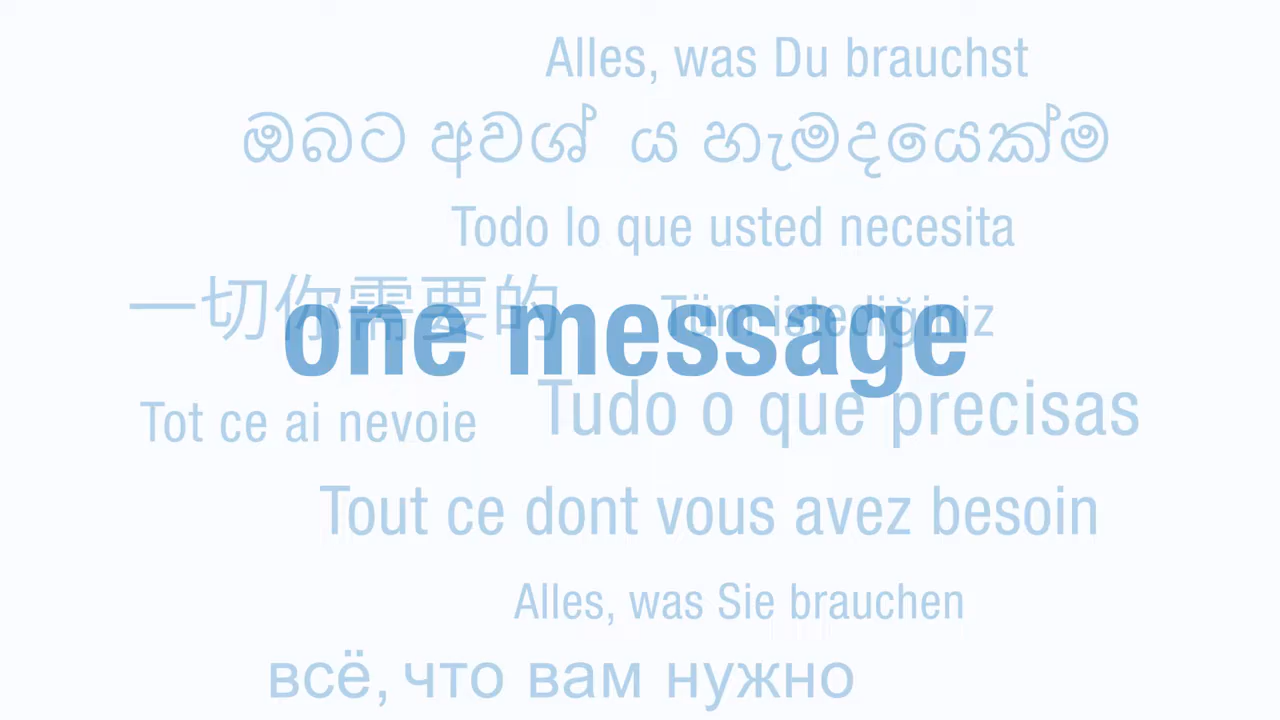 Alles, was Du brauchst
ඔබට අවශ් ය හැමදයෙක්ම
Todo lo que usted necesita
一切你需要的
Tüm istediğiniz
one message
Tot ce ai nevoie
Tudo o que precisas
Tout ce dont vous avez besoin
Alles, was Sie brauchen
всё, что вам нужно